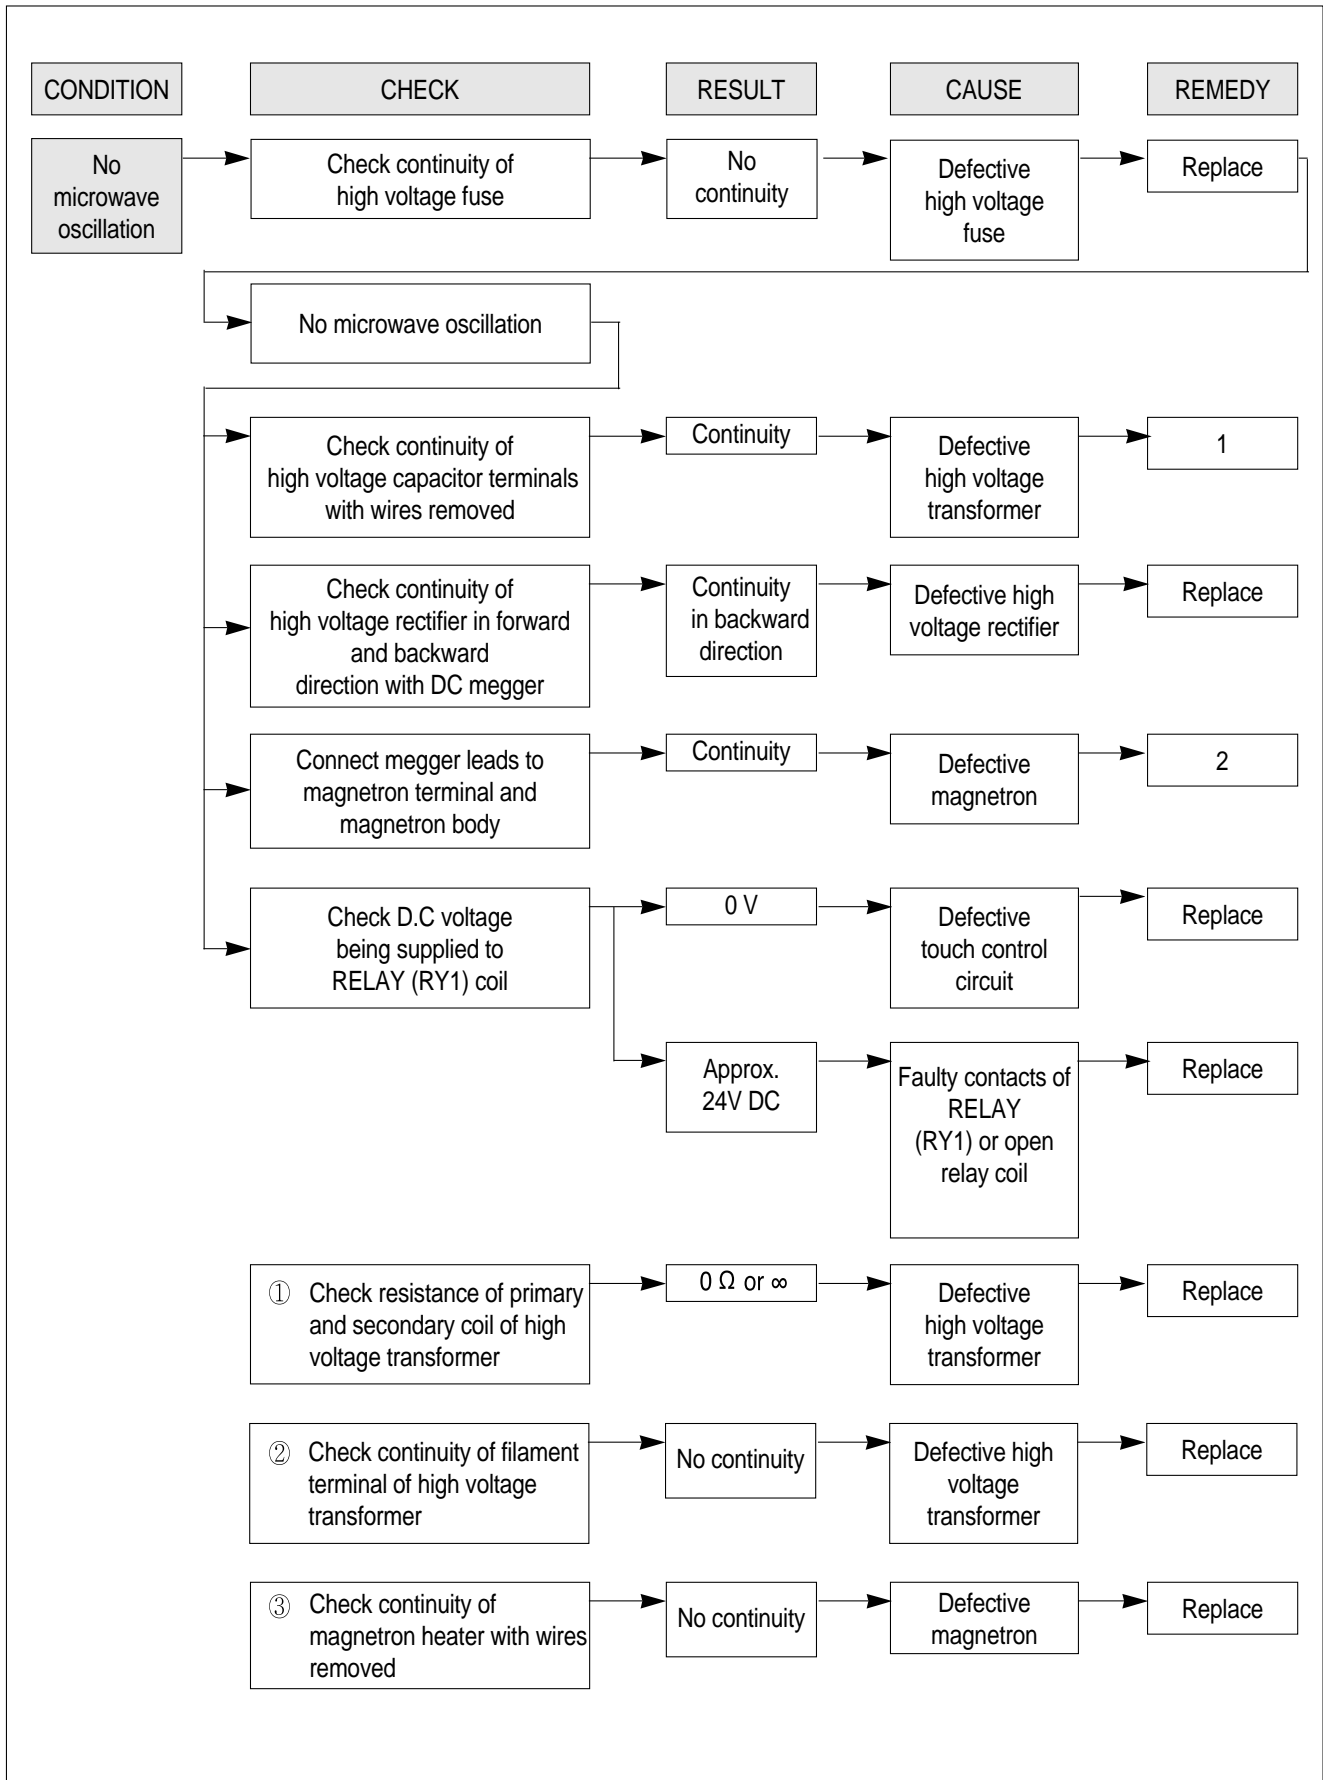 CONDITION
CHECK
RESULT
CAUSE
REMEDY
No
microwave
oscillation
Check continuity of
high voltage fuse
No
continuity
Defective
high voltage
fuse
Replace
No microwave oscillation
Check continuity of
high voltage capacitor terminals
with wires removed
Continuity
Defective
high voltage
transformer
1
Check continuity of
high voltage rectifier in forward
and backward
direction with DC megger
Continuity
in backward
direction
Defective high
voltage rectifier
Replace
Connect megger leads to
magnetron terminal and
magnetron body
Continuity
Defective
magnetron
2
Check D.C voltage
being supplied to
RELAY (RY1) coil
0 V
Defective
touch control
circuit
Replace
Approx.
24V DC
Faulty contacts of
RELAY
(RY1) or open
relay coil
Replace
① Check resistance of primary
and secondary coil of high
voltage transformer
0 Ω or ∞
Defective
high voltage
transformer
Replace
② Check continuity of filament
terminal of high voltage
transformer
No continuity
Defective high
voltage
transformer
Replace
③ Check continuity of
magnetron heater with wires
removed
No continuity
Defective
magnetron
Replace